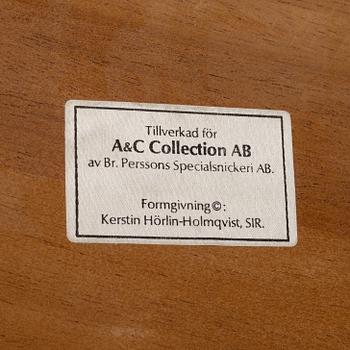 Tillverkad för
A&C Collection AB
av Br. Perssons Specialsnickeri AB.
Formgivning©:
Kerstin Hörlin-Holmqvist, SIR.